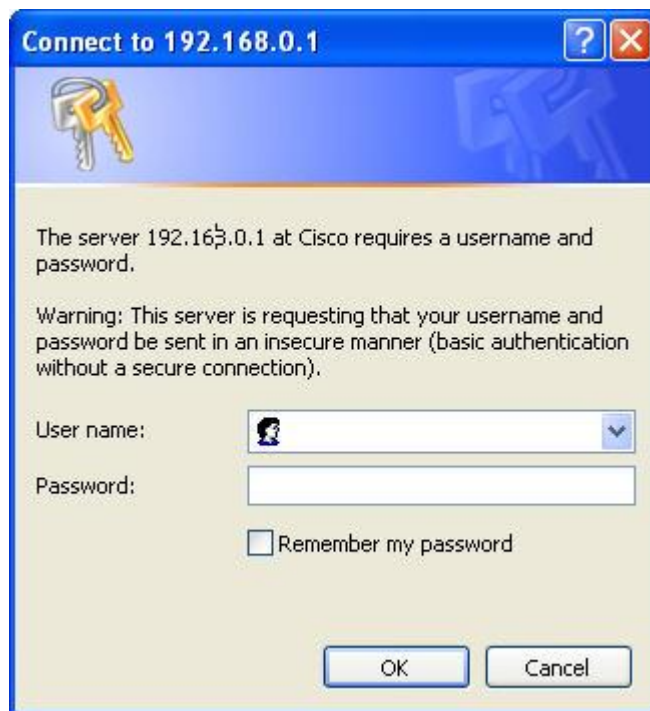 Connect to 192.168.0.1
The server 192.168.0.1 at Cisco requires a username and
password.
Warning: This server is requesting that your username and
password be sent in an insecure manner (basic authentication
without a secure connection).
User name:
Password:
Remember my password
OK
Cancel